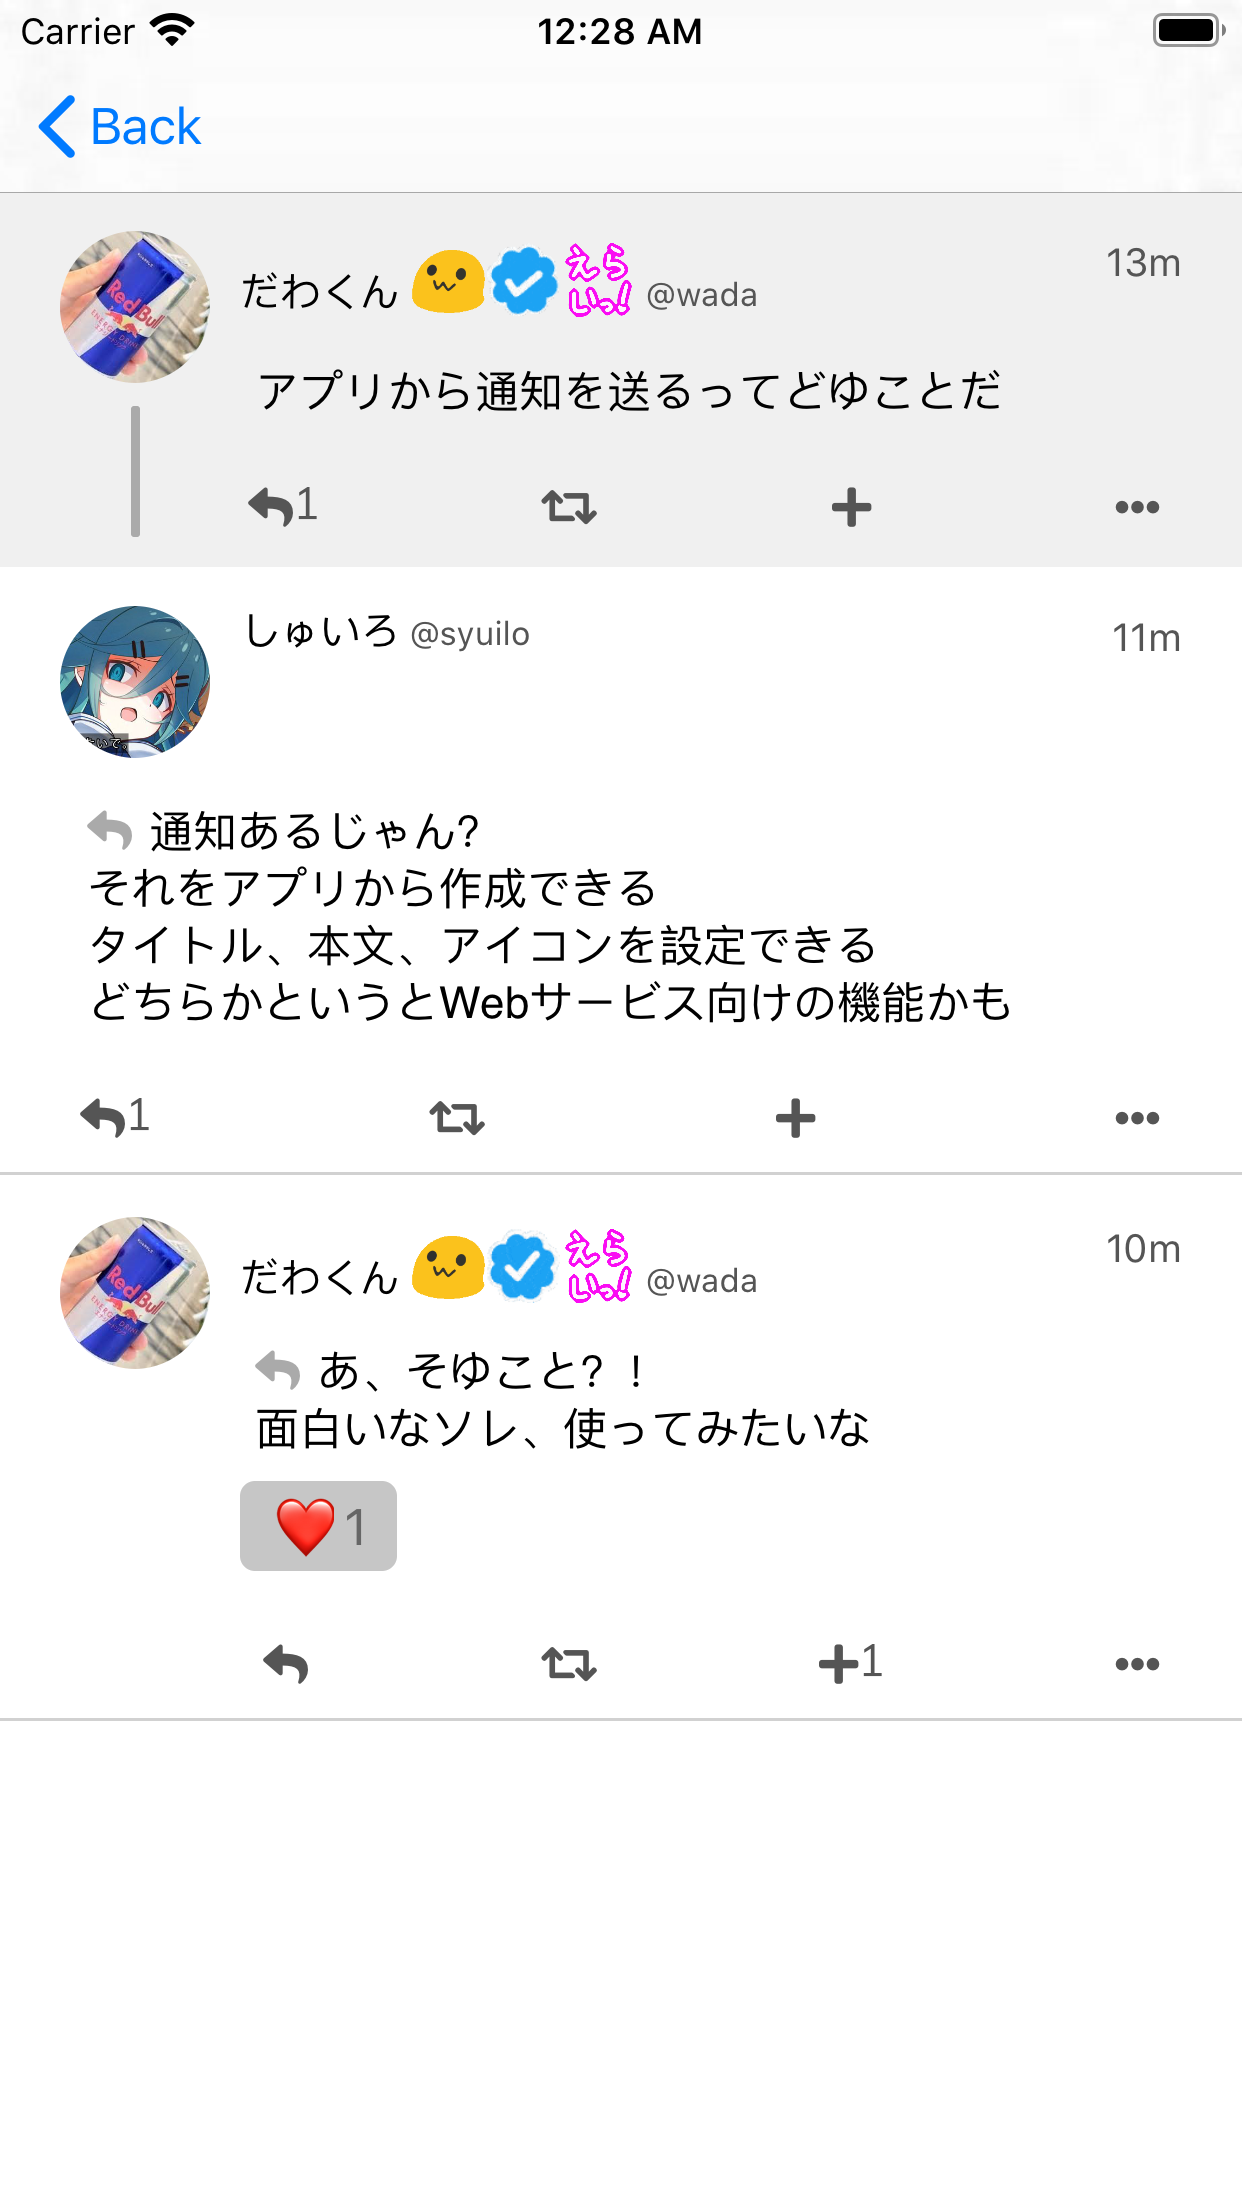 Carrier
12:28 AM
Back
だわくん えらいっ! @wada 13m
アプリから通知を送るってどゆことだ
1
しゅいろ @syuilo 11m
通知あるじゃん?
それをアプリから作成できる
タイトル、本文、アイコンを設定できる
どちらかというとWebサービス向けの機能かも
1
だわくん えらいっ! @wada 10m
あ、そゆこと?！
面白いなソレ、使ってみたいな
❤️ 1
1